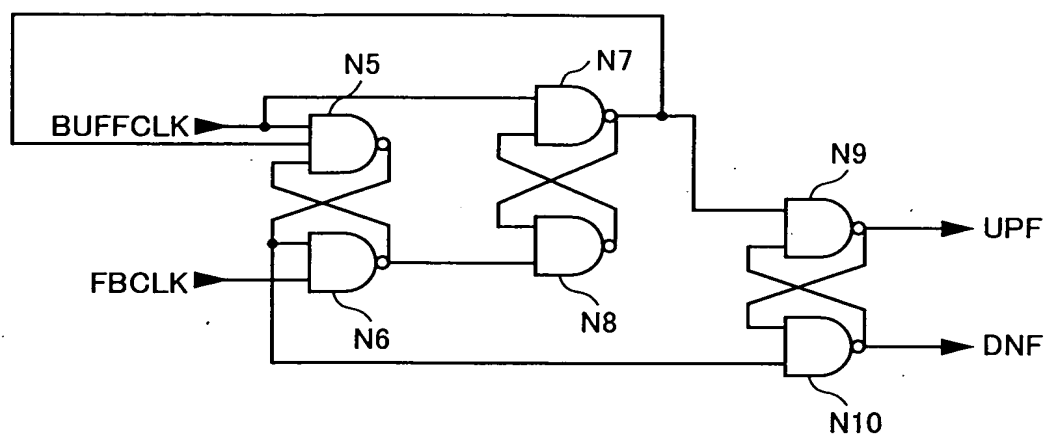 N5
N7
BUFFCLK
N9
UPF
FBCLK
N6
N8
DNF
N10